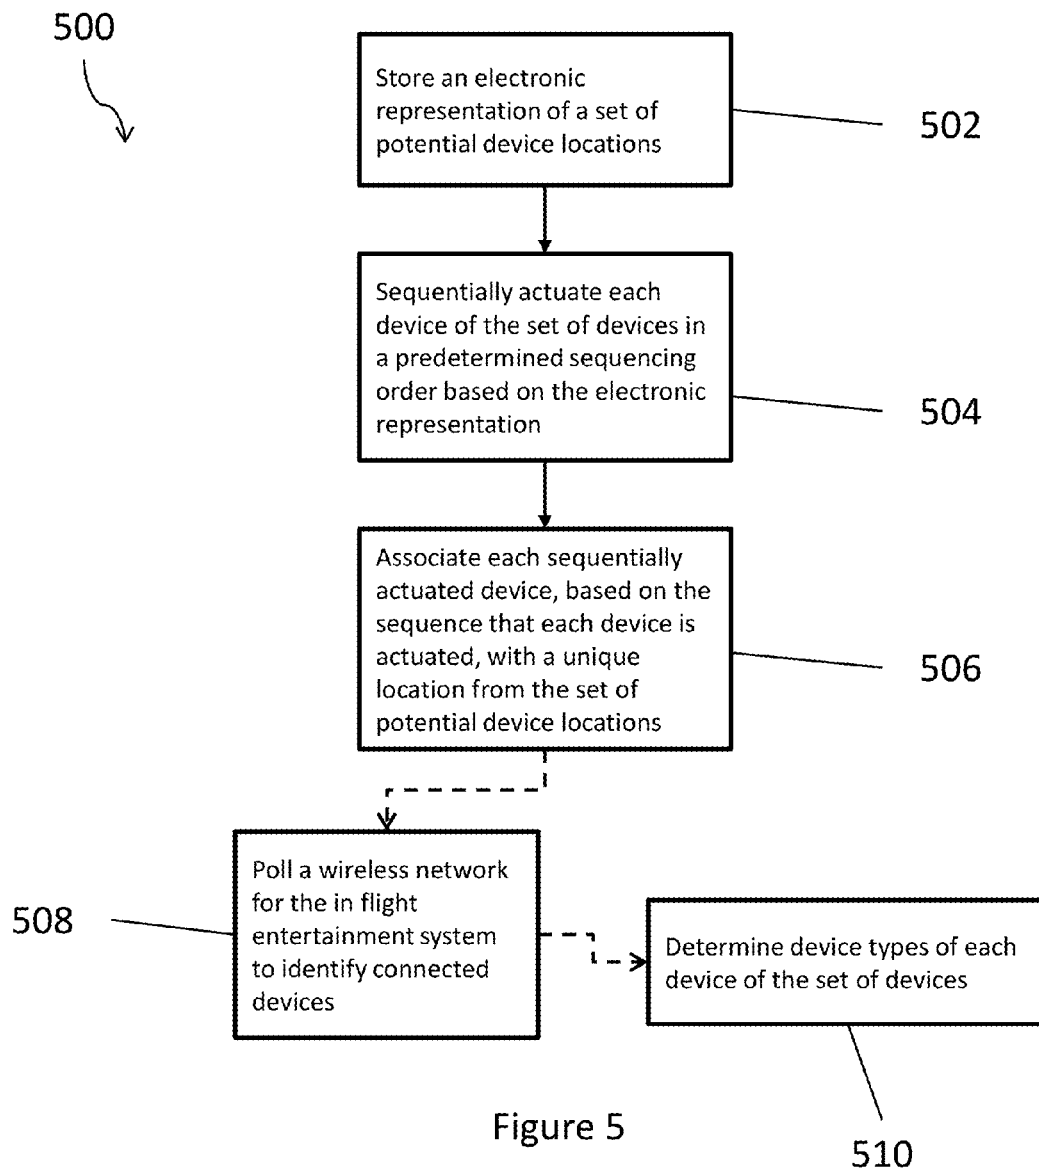 500
Store an electronic
representation of a set of
potential device locations
502
Sequentially actuate each
device of the set of devices in
a predetermined sequencing
order based on the electronic
representation
504
Associate each sequentially
actuated device, based on the
sequence that each device is
actuated, with a unique
location from the set of
potential device locations
506
Poll a wireless network
for the in flight
entertainment system
to identify connected
devices
508
Determine device types of each
device of the set of devices
510
Figure 5